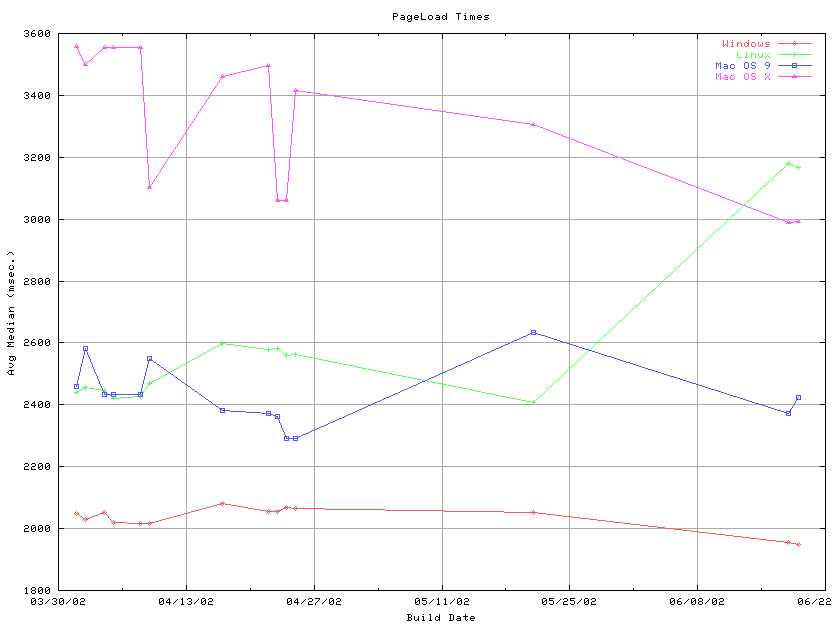 PageLoad Times
3600
3400
3200
3000
2800
2600
2400
2200
2000
1800
Avg Median (msec.)
Windows
Linux
Mac OS 9
Mac OS X
03/30/02 04/13/02 04/27/02 05/11/02 05/25/02 06/08/02 06/22
Build Date